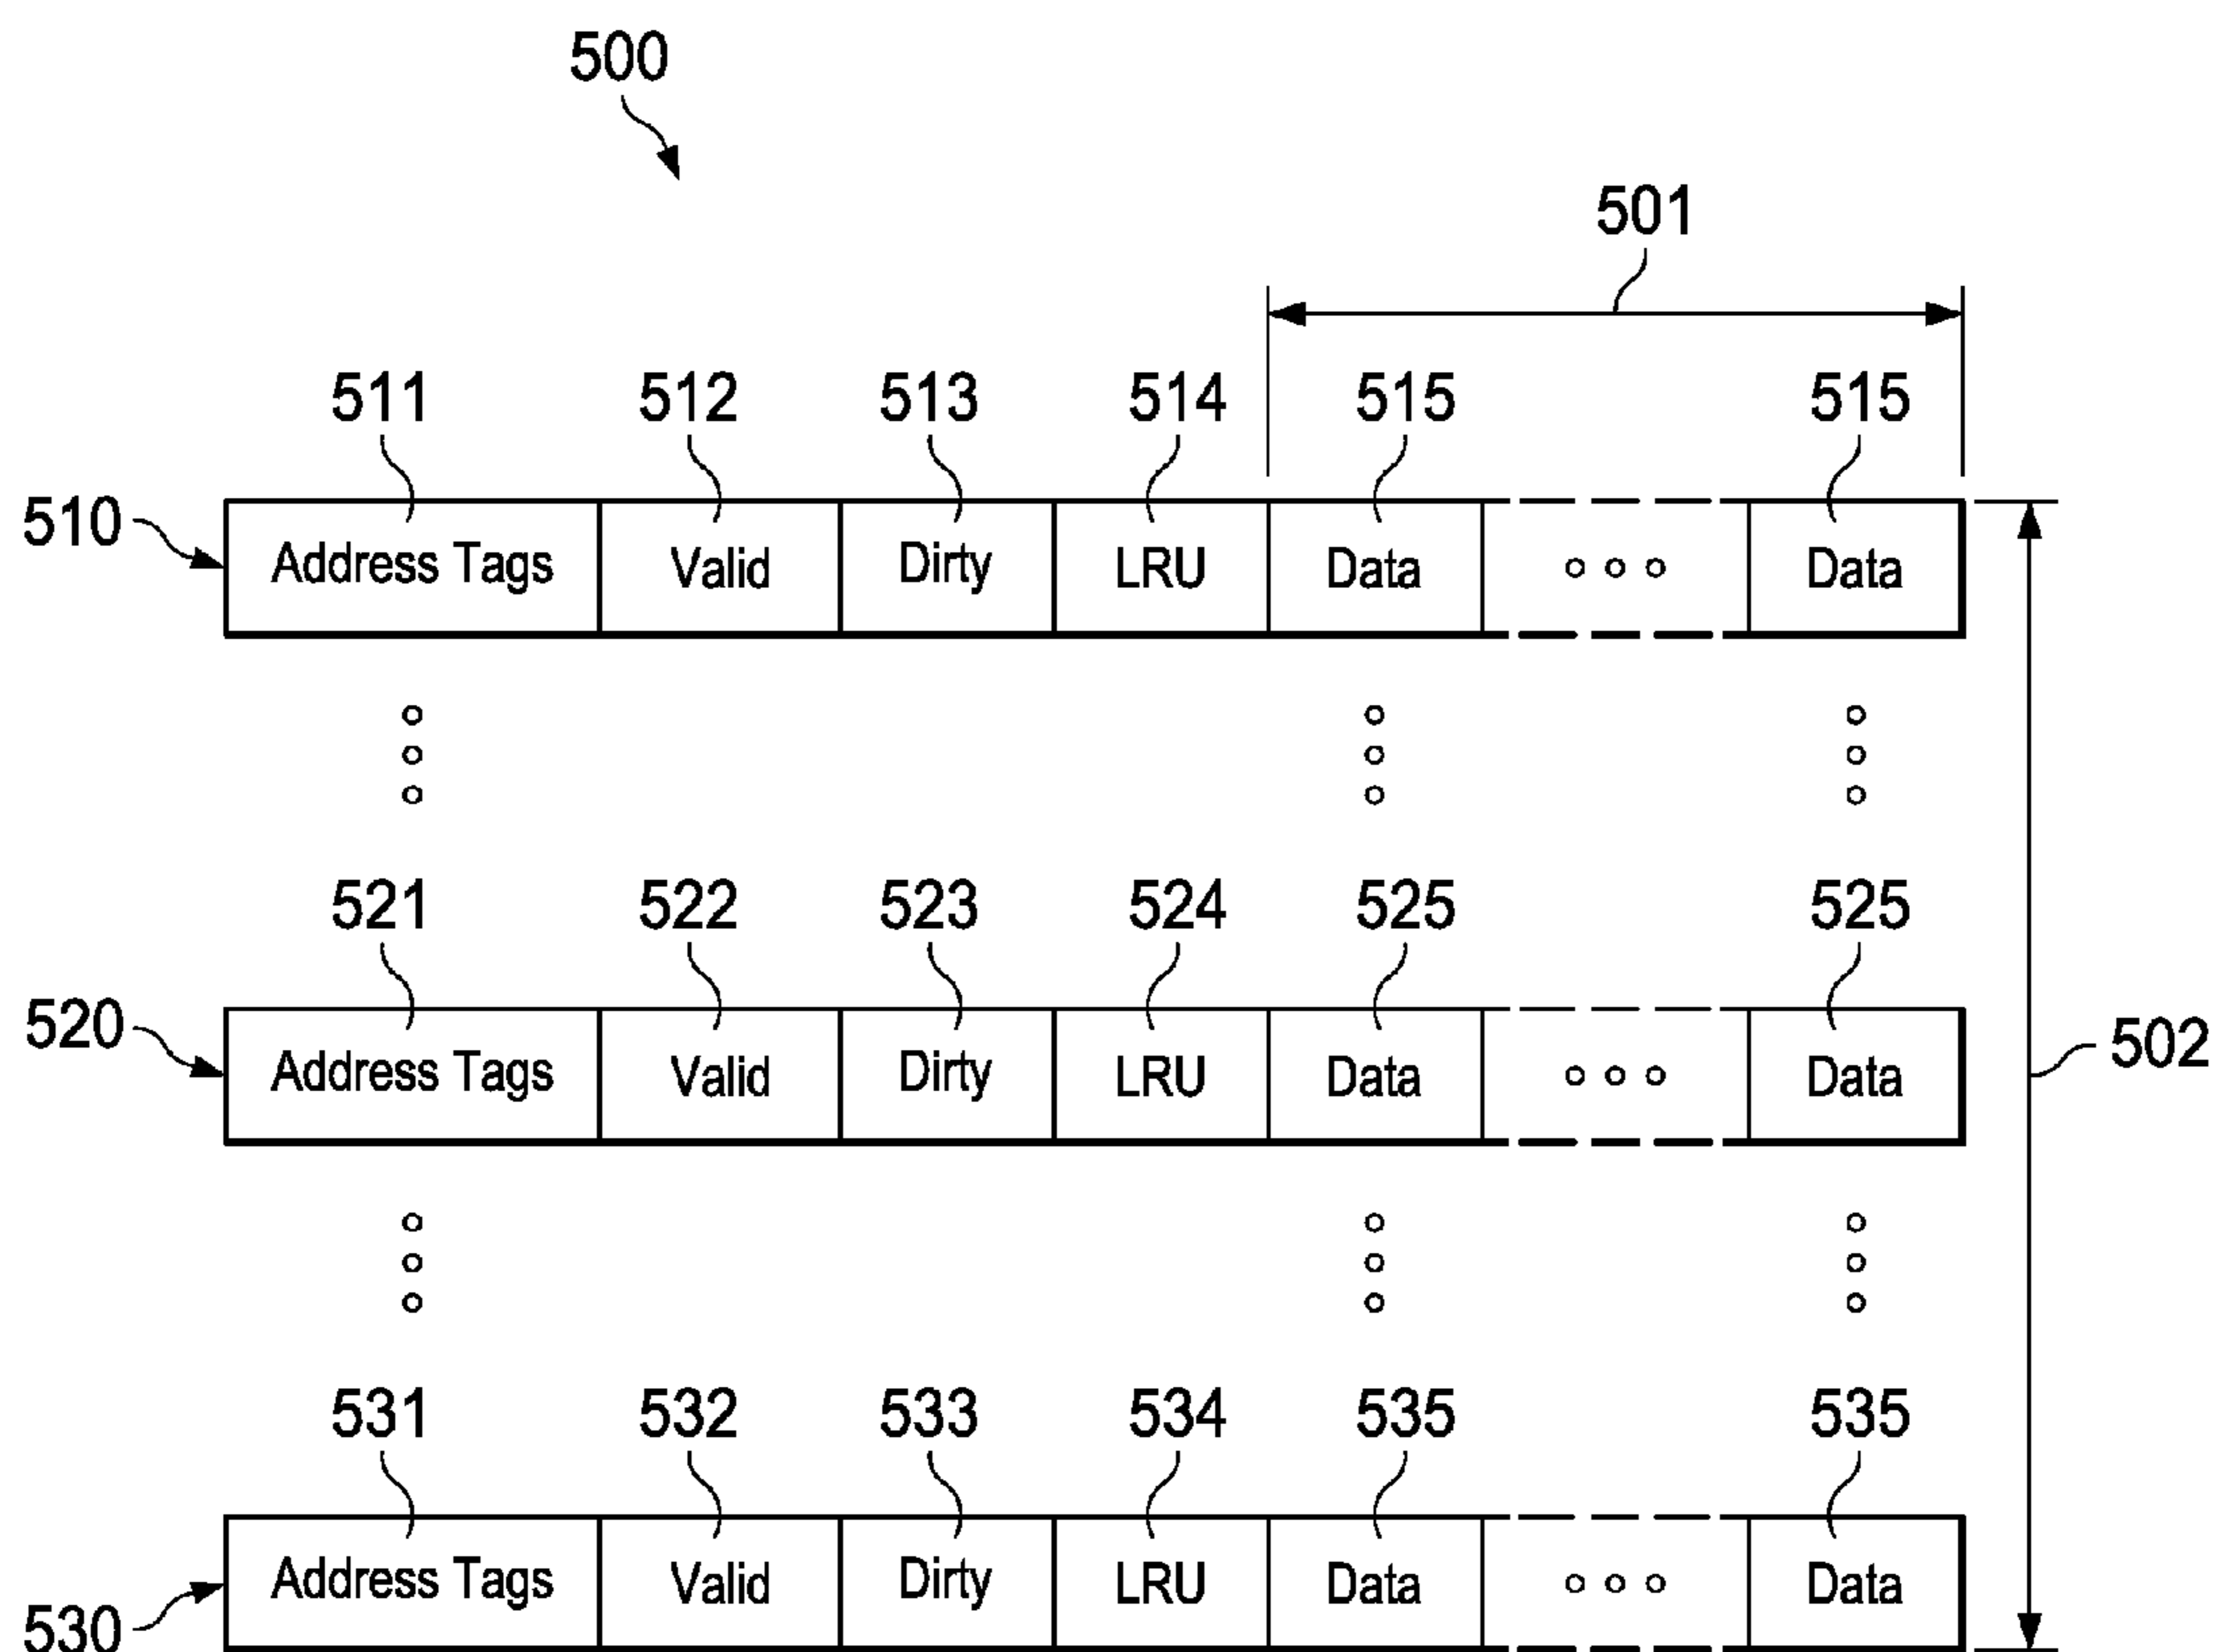 500
501
511 512 513 514 515 515
510
Address Tags Valid Dirty LRU Data Data
521 522 523 524 525 525
520
Address Tags Valid Dirty LRU Data Data
502
531 532 533 534 535 535
Address Tags Valid Dirty LRU Data Data
530